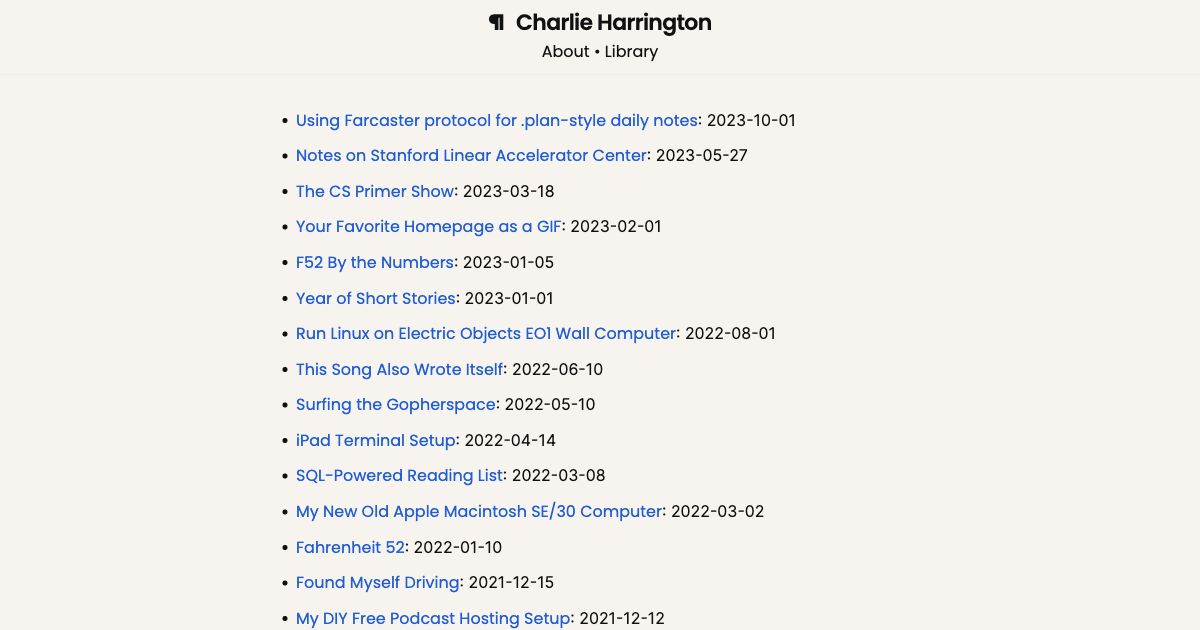 ¶ Charlie Harrington
About • Library
• Using Farcaster protocol for .plan-style daily notes: 2023-10-01
• Notes on Stanford Linear Accelerator Center: 2023-05-27
• The CS Primer Show: 2023-03-18
• Your Favorite Homepage as a GIF: 2023-02-01
• F52 By the Numbers: 2023-01-05
• Year of Short Stories: 2023-01-01
• Run Linux on Electric Objects EO1 Wall Computer: 2022-08-01
• This Song Also Wrote Itself: 2022-06-10
• Surfing the Gopherspace: 2022-05-10
• iPad Terminal Setup: 2022-04-14
• SQL-Powered Reading List: 2022-03-08
• My New Old Apple Macintosh SE/30 Computer: 2022-03-02
• Fahrenheit 52: 2022-01-10
• Found Myself Driving: 2021-12-15
• My DIY Free Podcast Hosting Setup: 2021-12-12